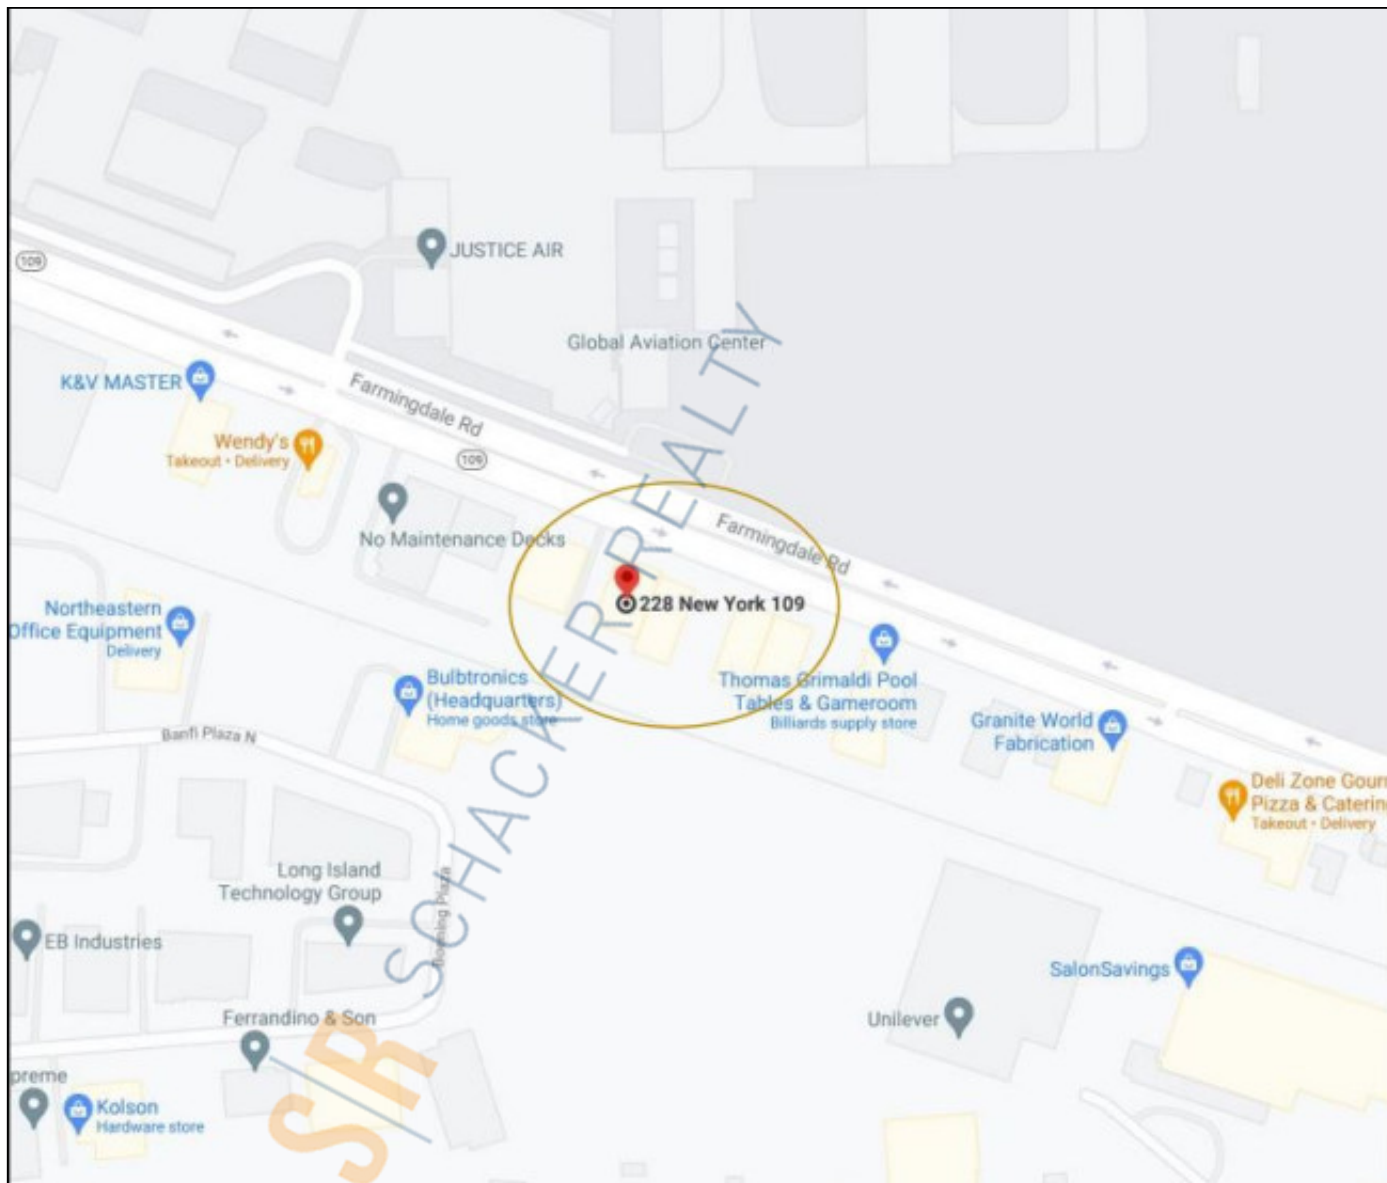 JUSTICE AIR
109
Global Aviation Center
K&V MASTER
Farmingdale Rd
Wendy's
Takeout • Delivery
109
No Maintenance Decks
Farmingdale Rd
228 New York 109
Northeastern
Office Equipment
Delivery
Bulbtronics
(Headquarters)
Home goods store
Thomas Grimaldi Pool
Tables & Gameroom
Billiards supply store
Granite World
Fabrication
Banfi Plaza N
Deli Zone Gour
Pizza & Catering
Takeout • Delivery
Long Island
Technology Group
EB Industries
SalonSavings
Unilever
Ferrandino & Son
preme
Kolson
Hardware store
SR SCHACKER REALTY